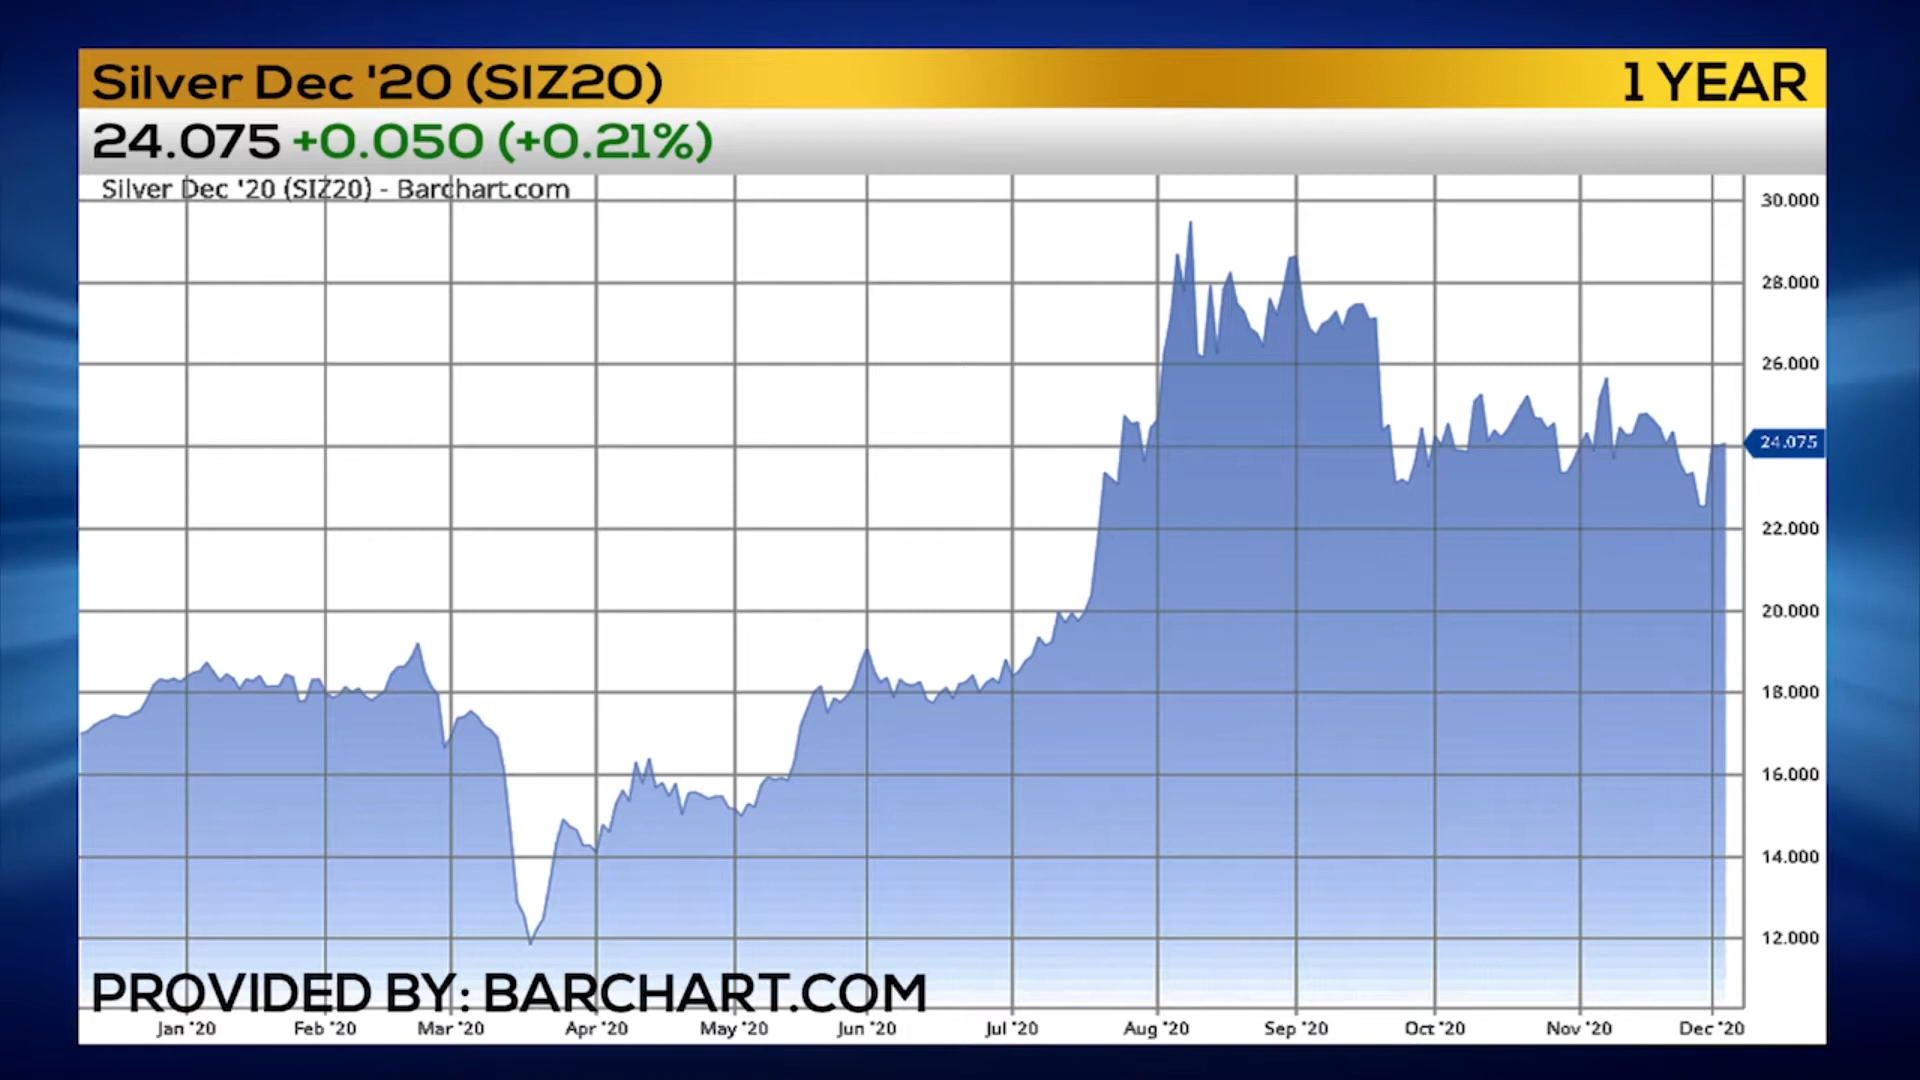 Silver Dec '20 (SIZ20) 1 YEAR
24.075 +0.050 (+0.21%)
Silver Dec '20 (SIZ20) - Barchart.com
30.000
28.000
26.000
24.075
22.000
20.000
18.000
16.000
14.000
12.000
PROVIDED BY: BARCHART.COM
Jan '20 Feb '20 Mar '20 Apr '20 May '20 Jun '20 Jul '20 Aug '20 Sep '20 Oct '20 Nov '20 Dec '20